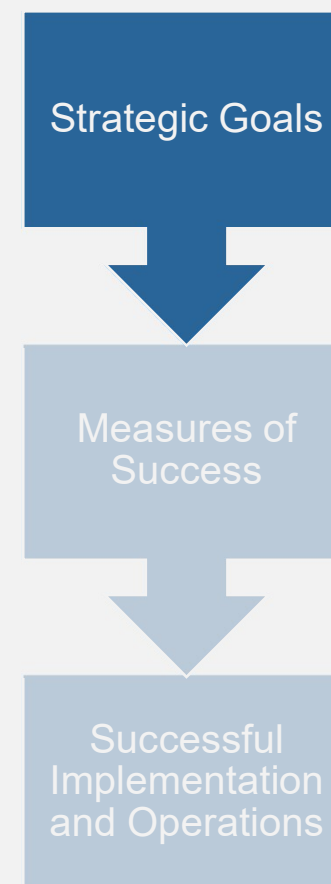 Strategic Goals
Measures of
Success
Successful
Implementation
and Operations